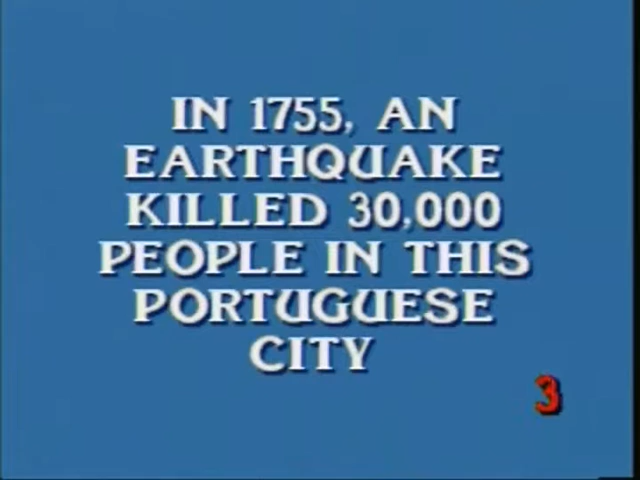 IN 1755, AN
EARTHQUAKE
KILLED 30,000
PEOPLE IN THIS
PORTUGUESE
CITY
3